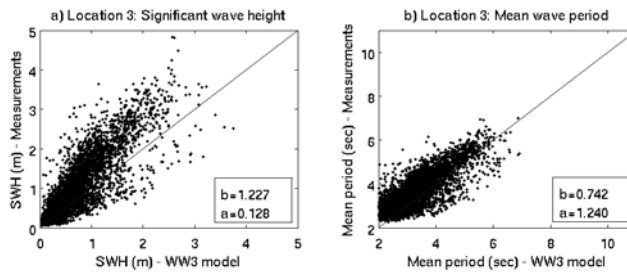 a) Location 3: Significant wave height
5
4
3
2
1
0
0 1 2 3 4 5
SWH (m) - Measurements
SWH (m) - WW3 model
b=1.227
a=0.128
b) Location 3: Mean wave period
10
8
6
4
2
2 4 6 8 10
Mean period (sec) - Measurements
Mean period (sec) - WW3 model
b=0.742
a=1.240